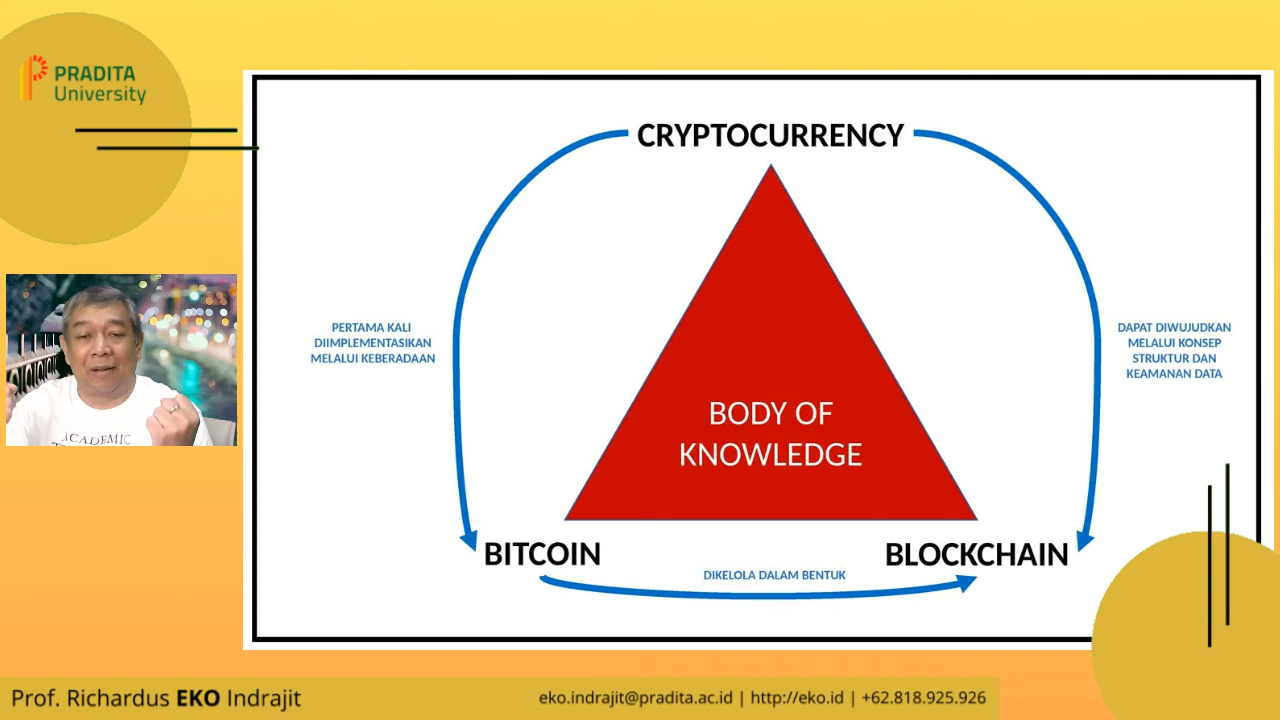 PRADITA
University
CRYPTOCURRENCY
PERTAMA KALI
DIIMPLEMENTASIKAN
MELALUI KEBERADAAN
DAPAT DIWUJUDKAN
MELALUI KONSEP
STRUKTUR DAN
KEAMANAN DATA
BODY OF
KNOWLEDGE
BITCOIN
BLOCKCHAIN
DIKELOLA DALAM BENTUK
ACADEMIC
Prof. Richardus EKO Indrajit
eko.indrajit@pradita.ac.id | http://eko.id | +62.818.925.926